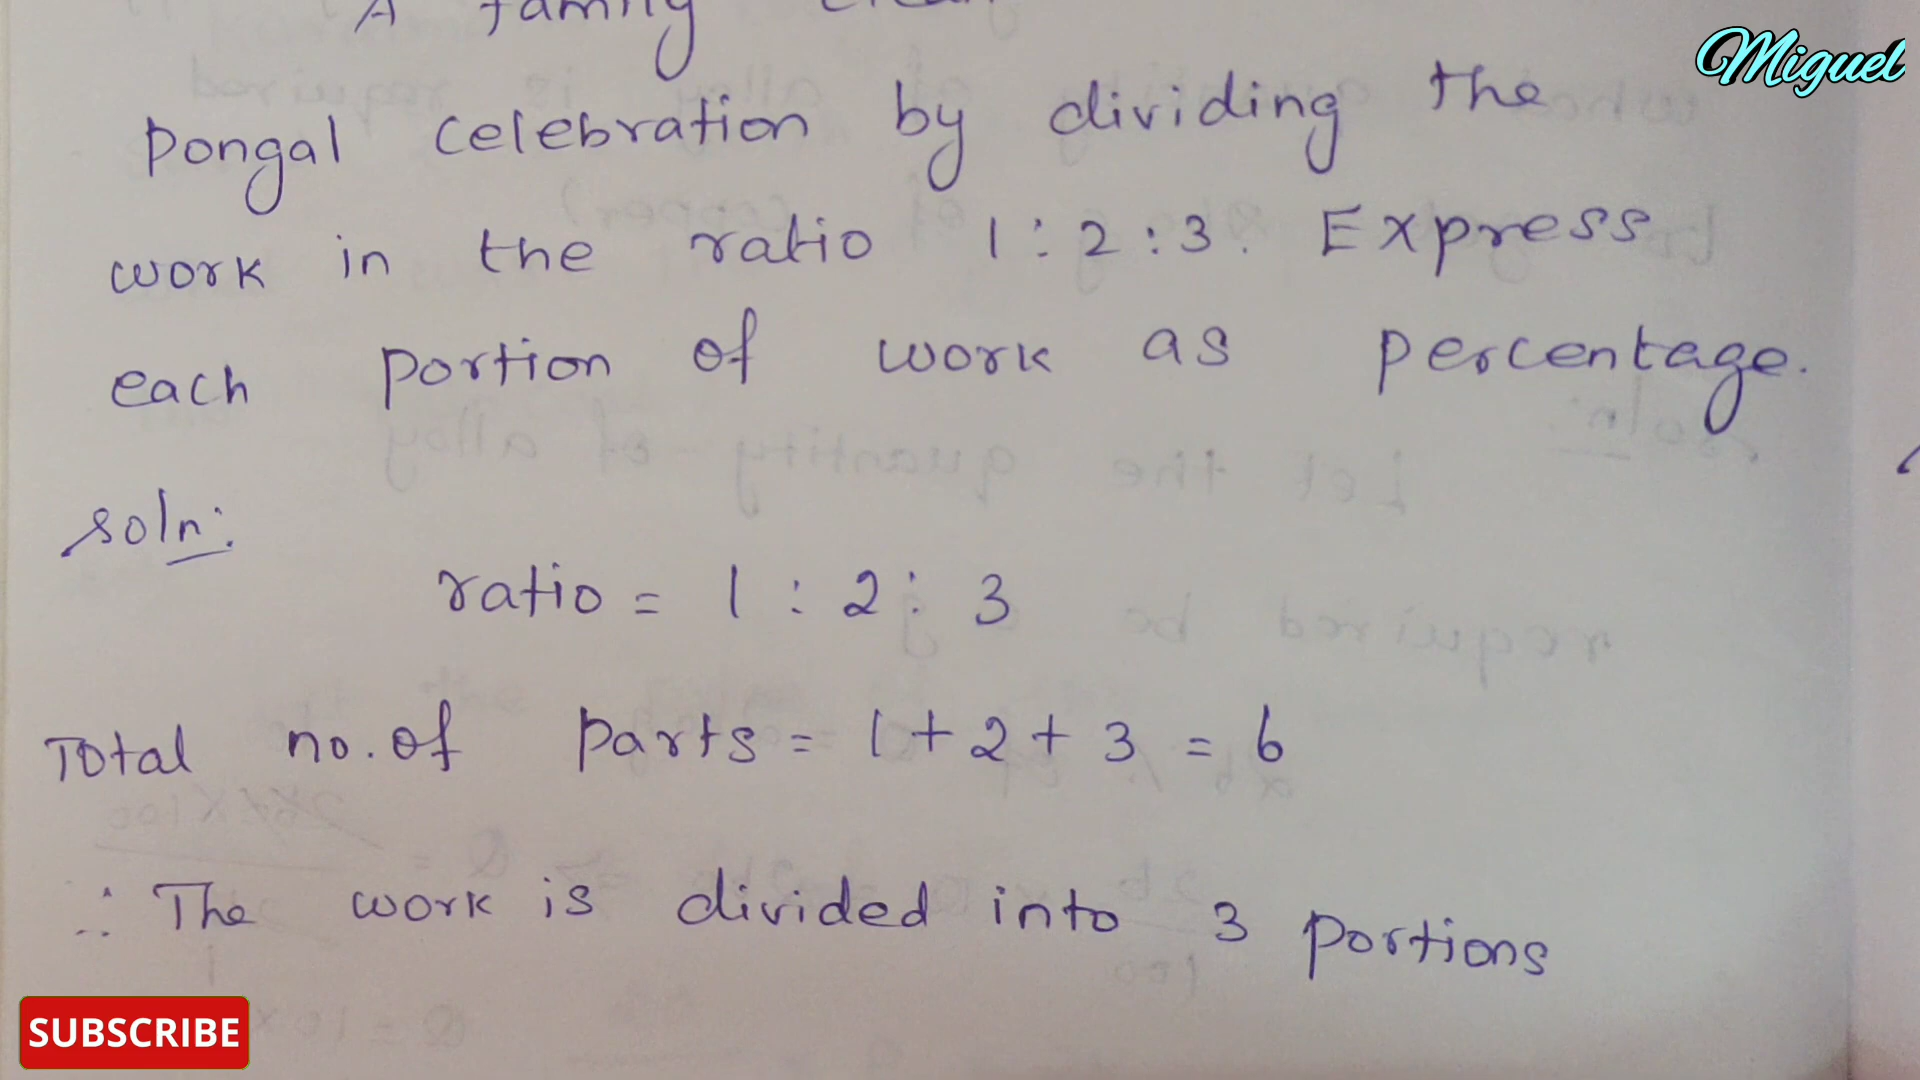 A family
Miguel
Pongal celebration by dividing the
work in the ratio 1 : 2 : 3. Express
each portion of work as percentage.
soln:
ratio = 1 : 2 : 3
Total no. of parts = 1 + 2 + 3 = 6
∴ The work is divided into 3 portions
SUBSCRIBE